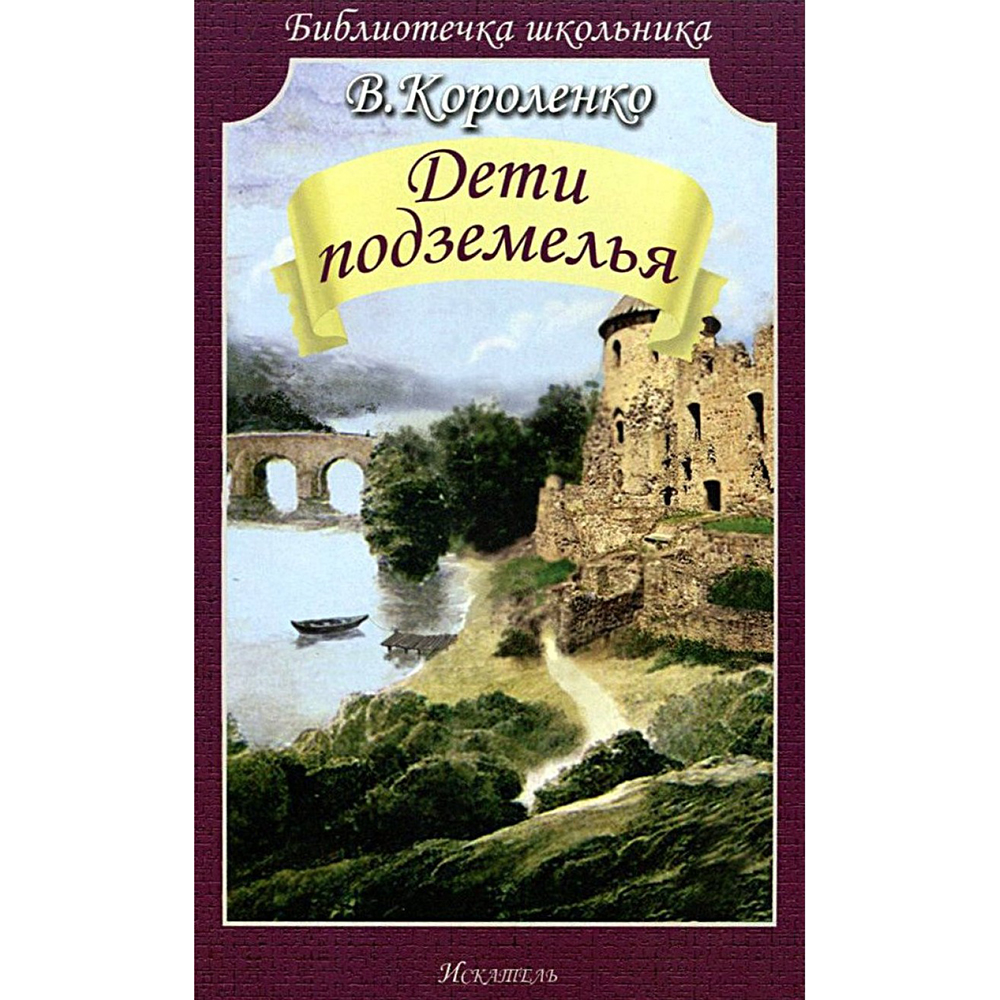 Библиотечка школьника
В. Короленко
Дети
подземелья
Искатель